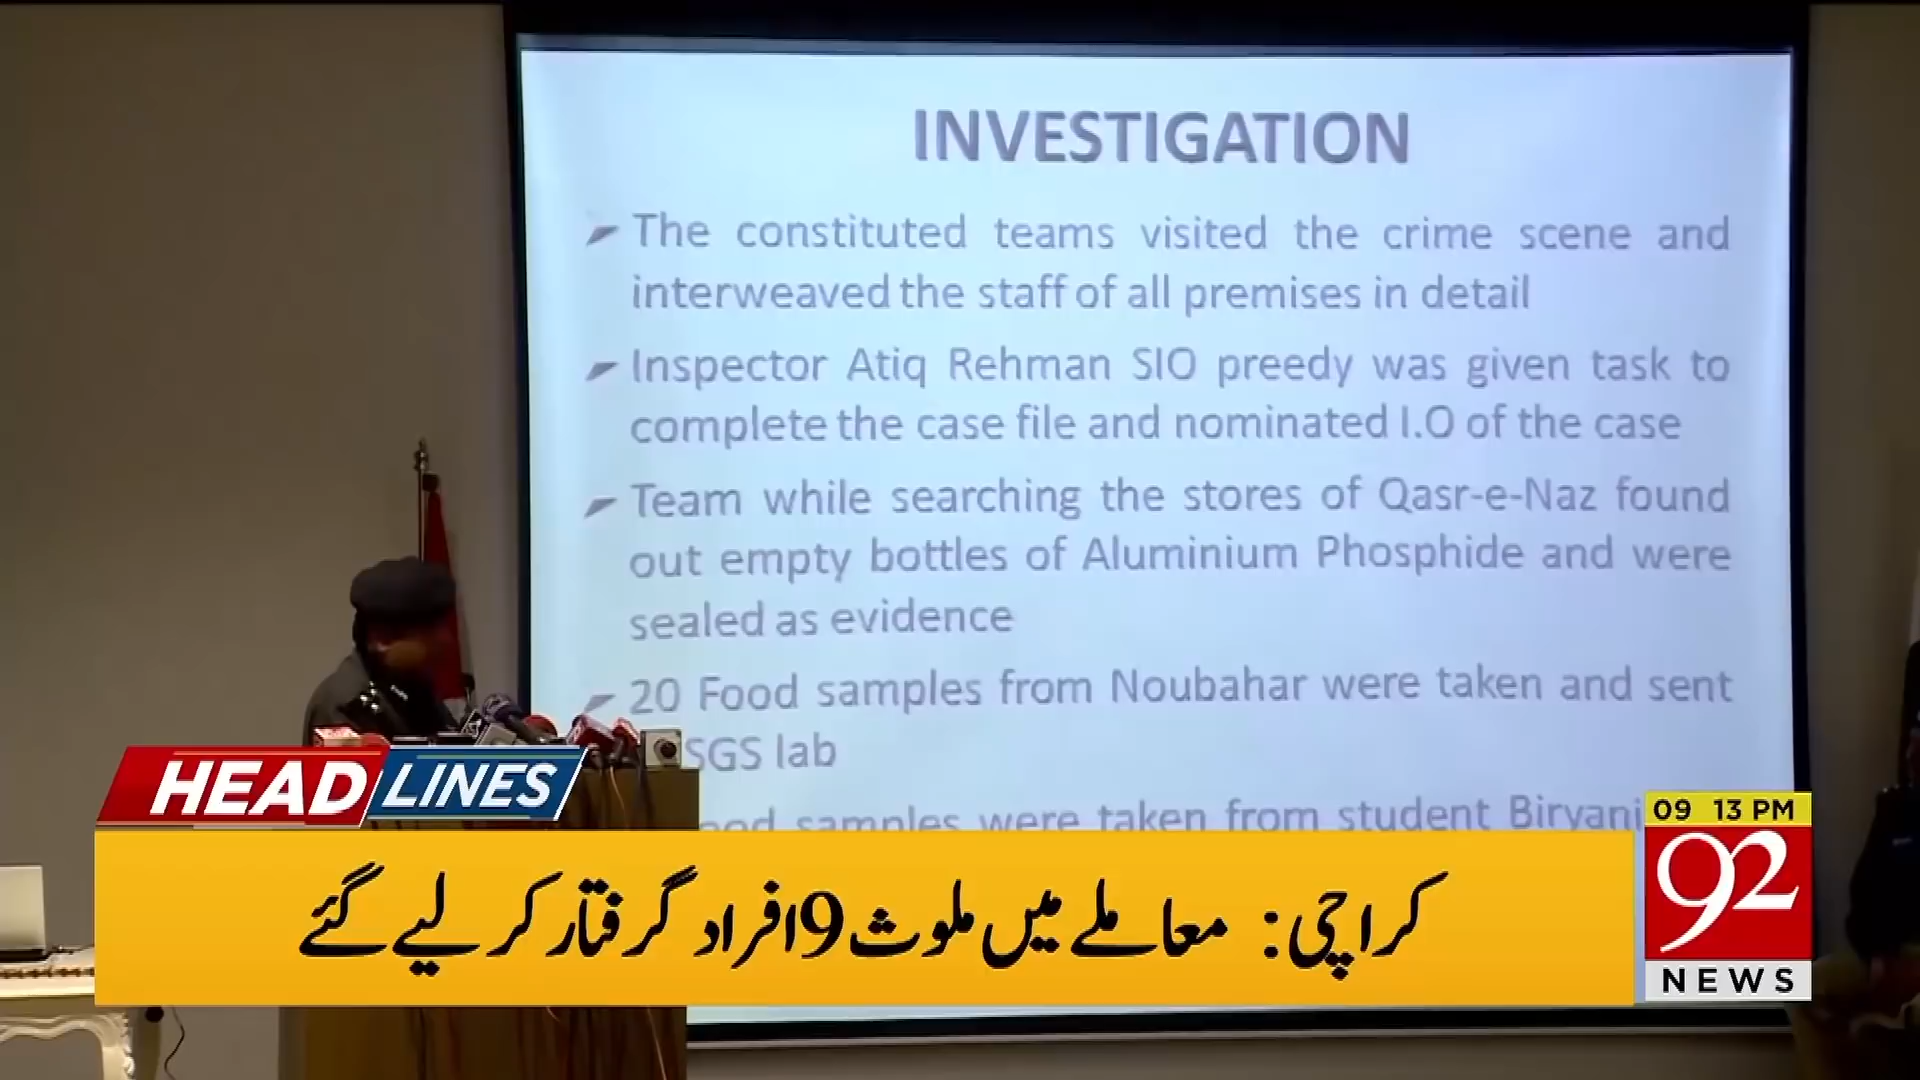 INVESTIGATION
The constituted teams visited the crime scene and
interweaved the staff of all premises in detail
Inspector Atiq Rehman SIO preedy was given task to
complete the case file and nominated I.O of the case
Team while searching the stores of Qasr-e-Naz found
out empty bottles of Aluminium Phosphide and were
sealed as evidence
20 Food samples from Noubahar were taken and sent
SGS lab
samples were taken from student Biryani
HEADLINES
09 13 PM
کراچی: معاملے میں ملوث 9 افراد گرفتار کر لیے گئے
92
NEWS